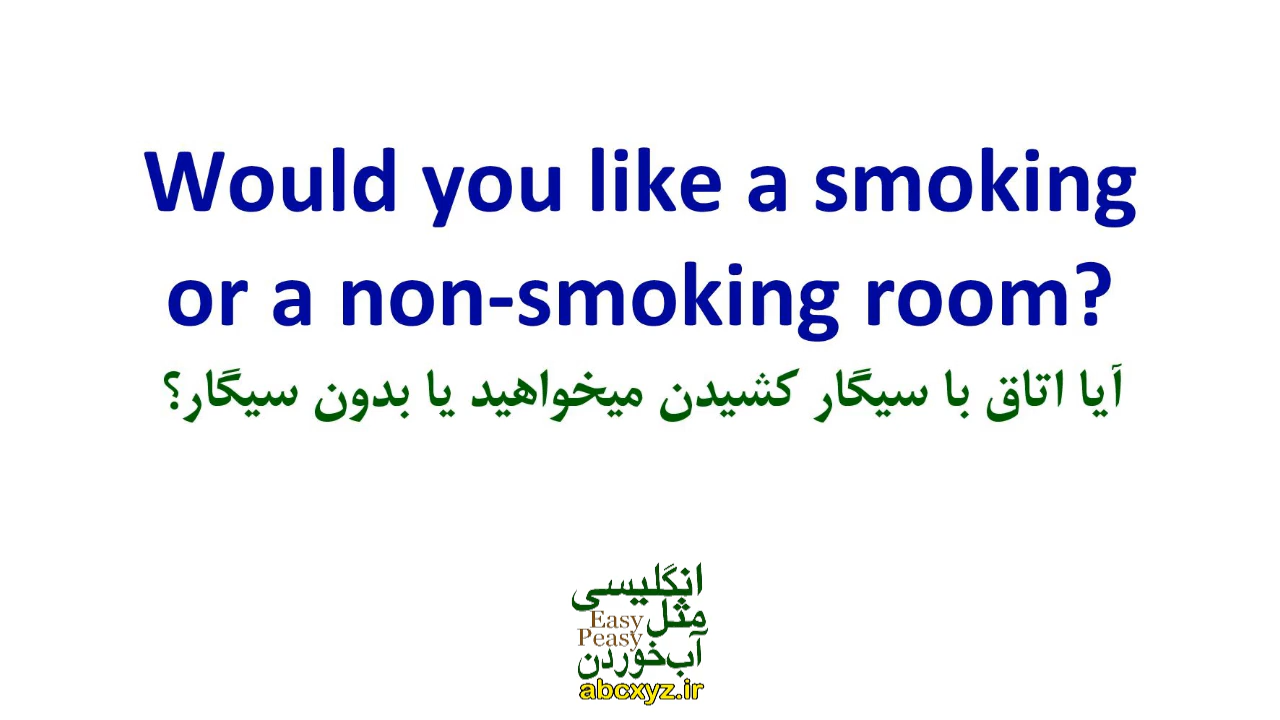 Would you like a smoking
or a non-smoking room?
آیا اتاق با سیگار کشیدن میخواهید یا بدون سیگار؟
انگلیسی
مثل
Easy
Peasy
آب‌خوردن
abcxyz.ir